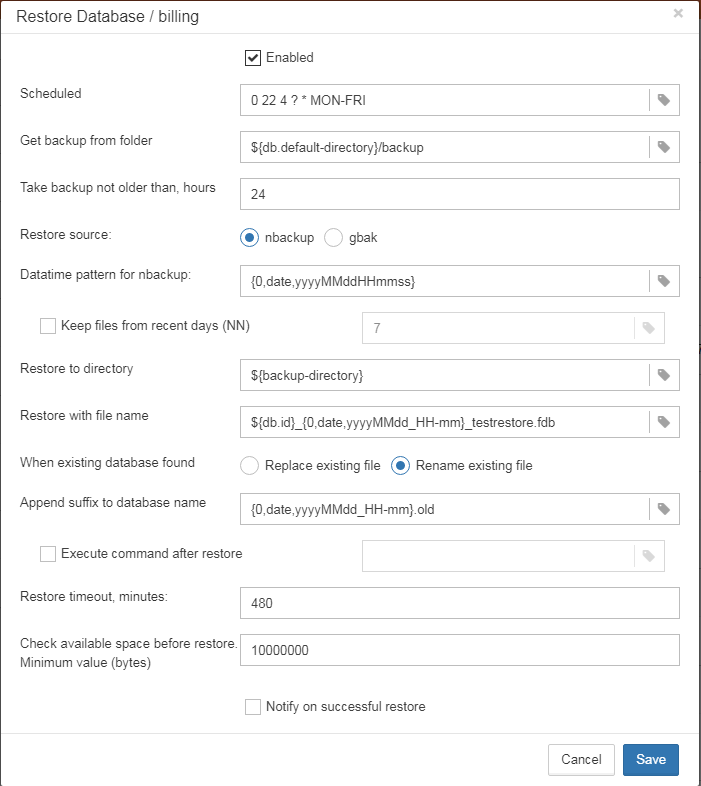 Restore Database / billing ×
Enabled
Scheduled 0 22 4 ? * MON-FRI
Get backup from folder ${db.default-directory}/backup
Take backup not older than, hours 24
Restore source: nbackup gbak
Datatime pattern for nbackup: {0,date,yyyyMMddHHmmss}
Keep files from recent days (NN) 7
Restore to directory ${backup-directory}
Restore with file name ${db.id}_{0,date,yyyyMMdd_HH-mm}_testrestore.fdb
When existing database found Replace existing file Rename existing file
Append suffix to database name {0,date,yyyyMMdd_HH-mm}.old
Execute command after restore
Restore timeout, minutes: 480
Check available space before restore.
Minimum value (bytes) 10000000
Notify on successful restore
Cancel Save